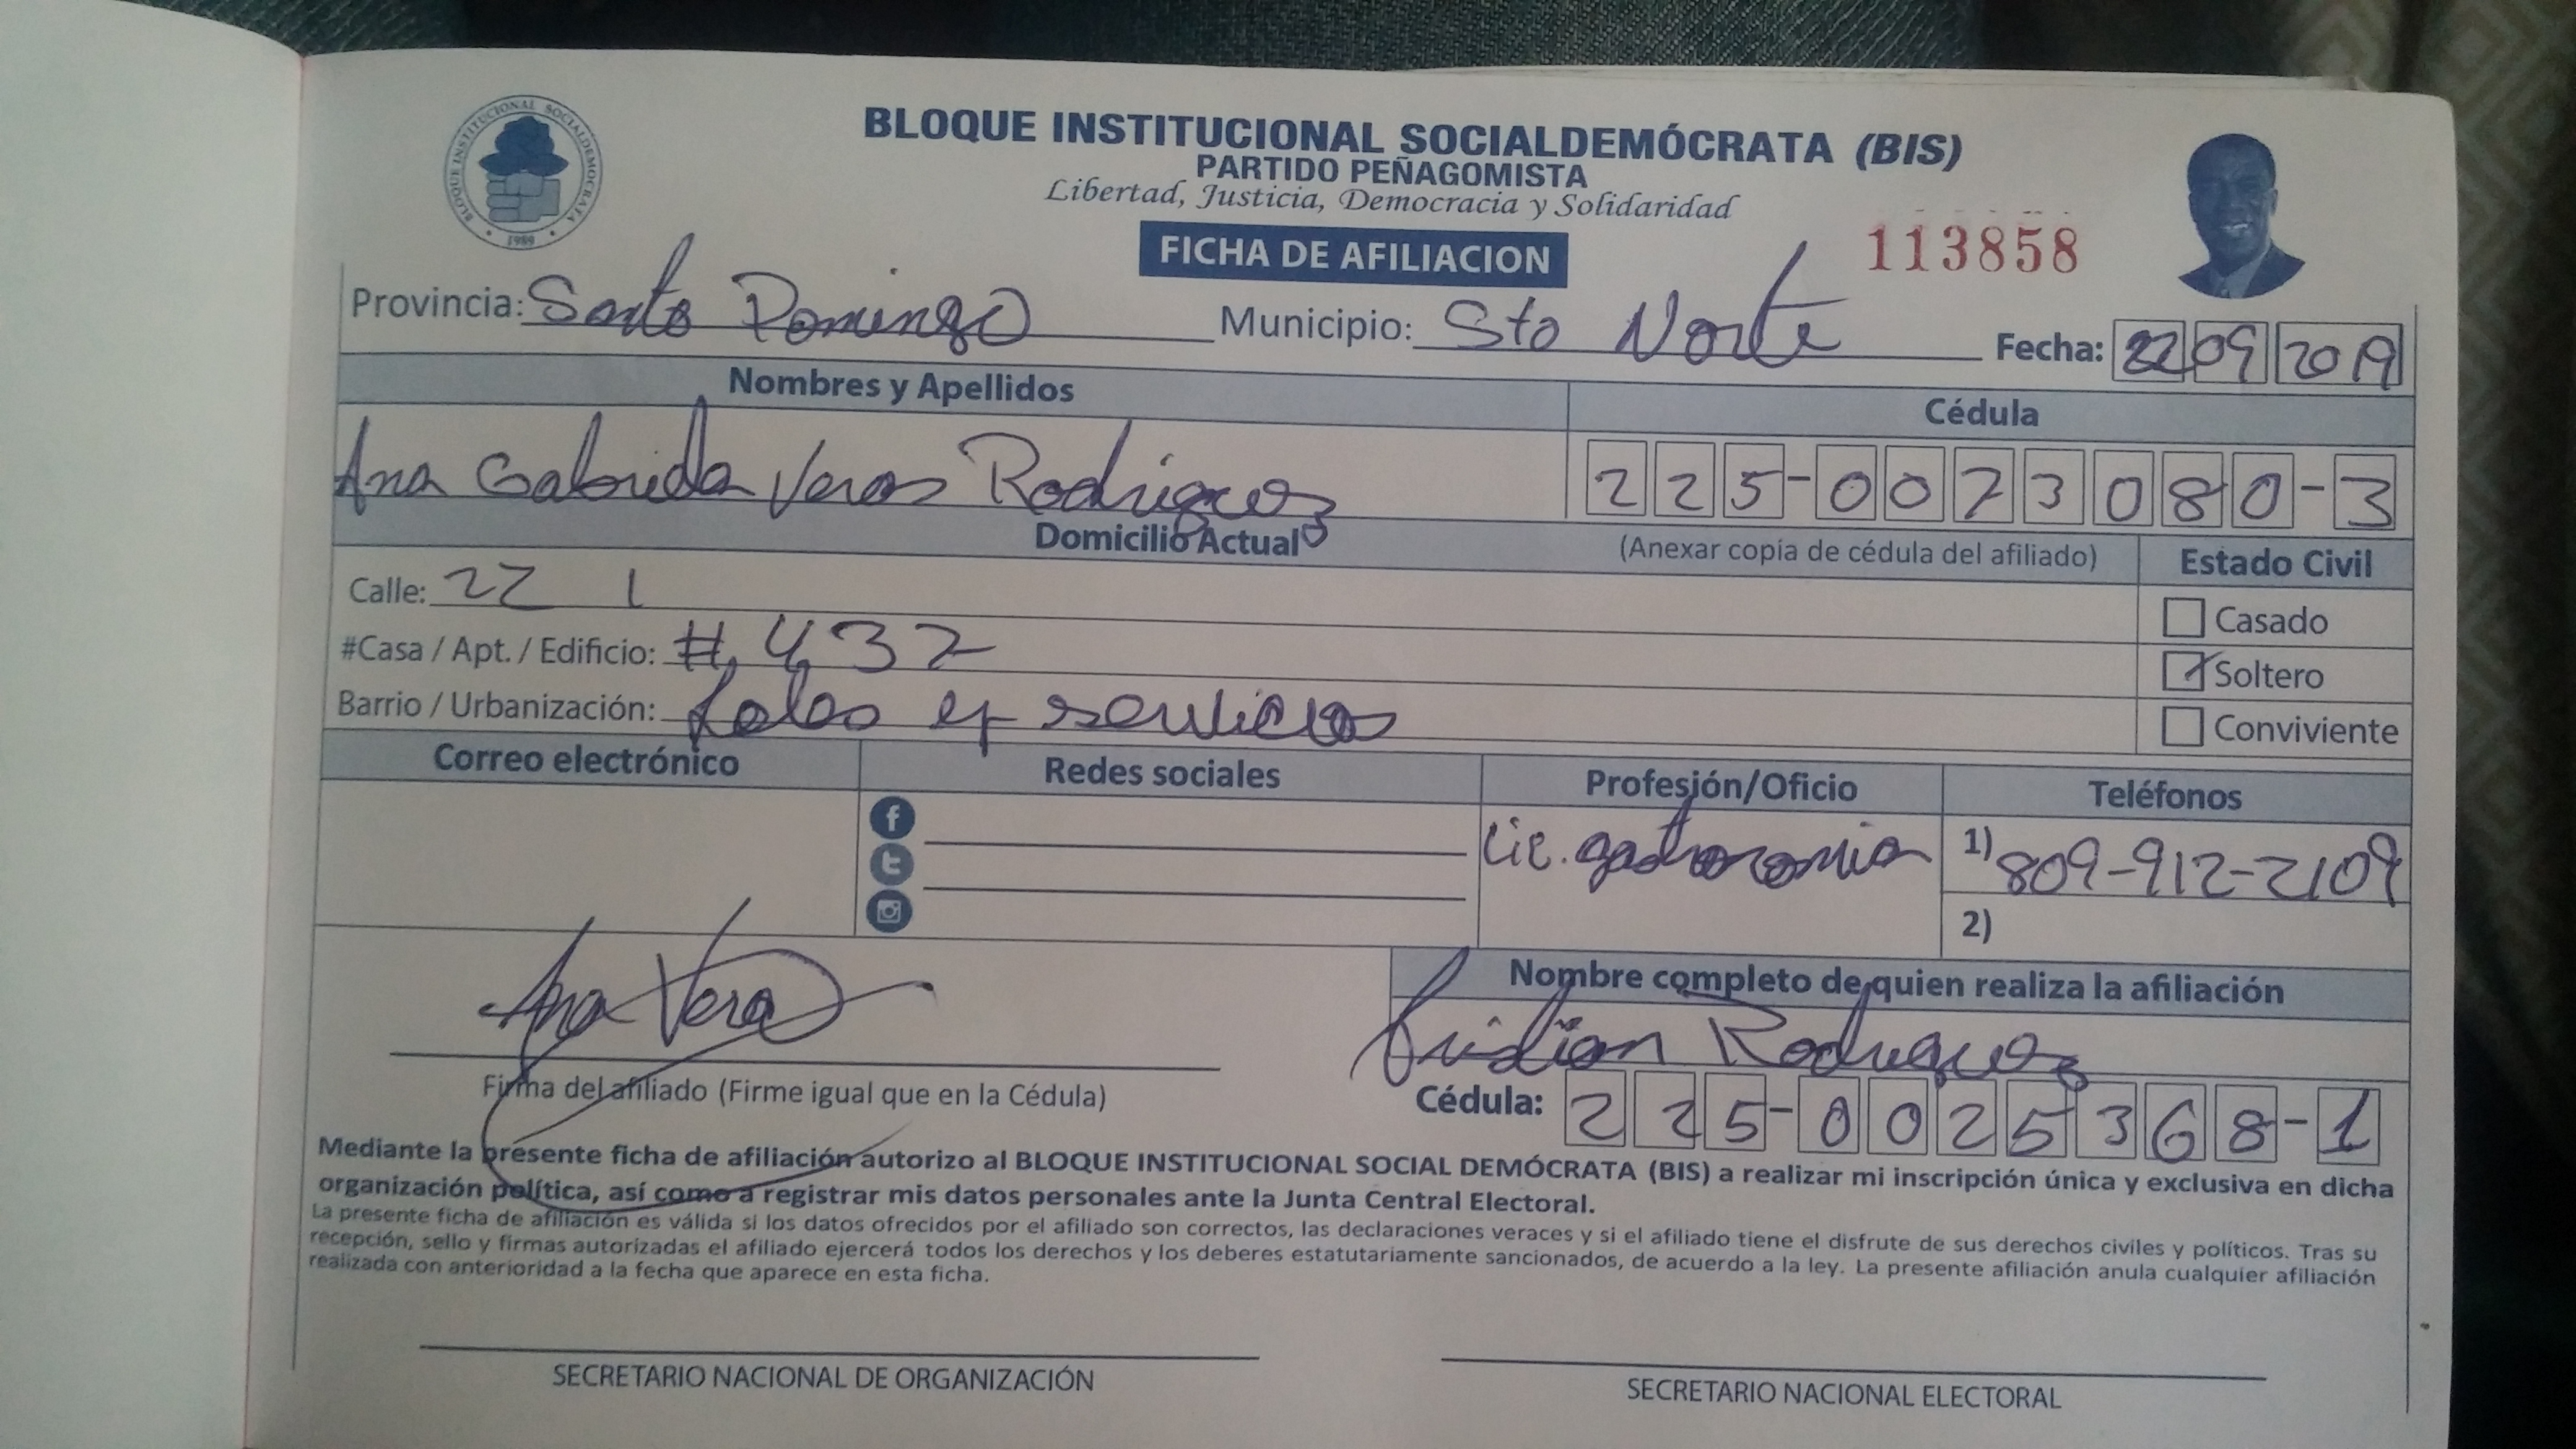 BLOQUE INSTITUCIONAL SOCIALDEMOCRATA
1989
BLOQUE INSTITUCIONAL SOCIALDEMÓCRATA (BIS)
PARTIDO PEÑAGOMISTA
Libertad, Justicia, Democracia y Solidaridad
FICHA DE AFILIACION
113858
Provincia: Santo Domingo Municipio: Sto Norte Fecha: 22 09 2019
Nombres y Apellidos Cédula
Ana Gabriela Veras Rodriguez 225-0073080-3
Domicilio Actual (Anexar copia de cédula del afiliado) Estado Civil
Calle: 22 1
Casado
#Casa / Apt. / Edificio: # 432
Soltero
Barrio / Urbanización: y servicios
Conviviente
Correo electrónico Redes sociales Profesión/Oficio Teléfonos
Lic. gastronomia 1) 809-912-2109
2)
Nombre completo de quien realiza la afiliación
Ana Veras
Rodriguez
Firma del afiliado (Firme igual que en la Cédula) Cédula: 225-0025368-1
Mediante la presente ficha de afiliación autorizo al BLOQUE INSTITUCIONAL SOCIAL DEMÓCRATA (BIS) a realizar mi inscripción única y exclusiva en dicha
organización política, así como a registrar mis datos personales ante la Junta Central Electoral.
La presente ficha de afiliación es válida si los datos ofrecidos por el afiliado son correctos, las declaraciones veraces y si el afiliado tiene el disfrute de sus derechos civiles y políticos. Tras su
recepción, sello y firmas autorizadas el afiliado ejercerá todos los derechos y los deberes estatutariamente sancionados, de acuerdo a la ley. La presente afiliación anula cualquier afiliación
realizada con anterioridad a la fecha que aparece en esta ficha.
SECRETARIO NACIONAL DE ORGANIZACIÓN SECRETARIO NACIONAL ELECTORAL